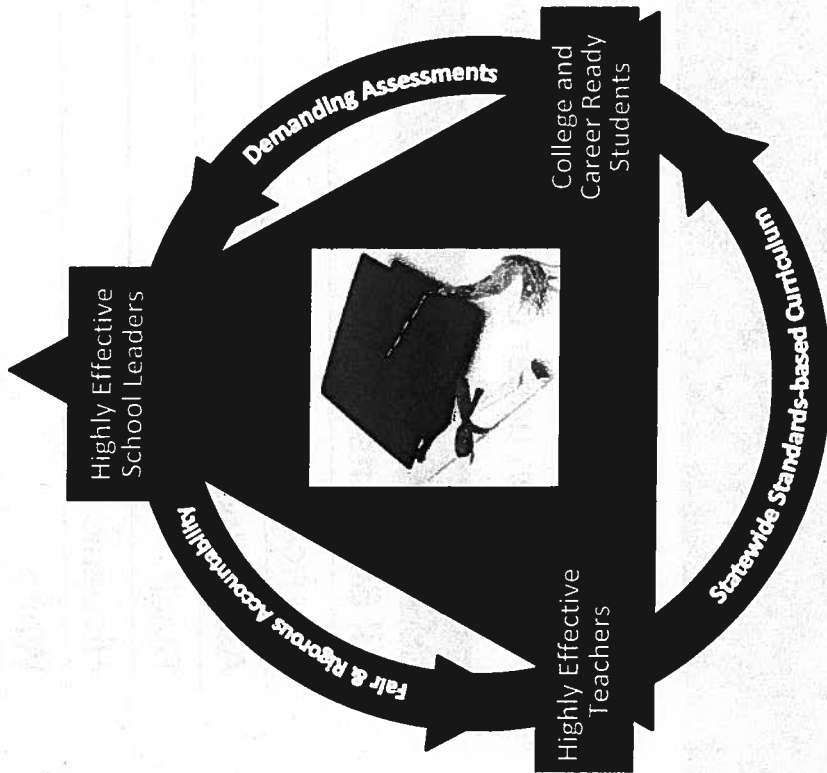 Highly Effective
School Leaders
Demanding Assessments
College and
Career Ready
Students
Statewide Standards-based Curriculum
Highly Effective
Teachers
Fair & Rigorous Accountability